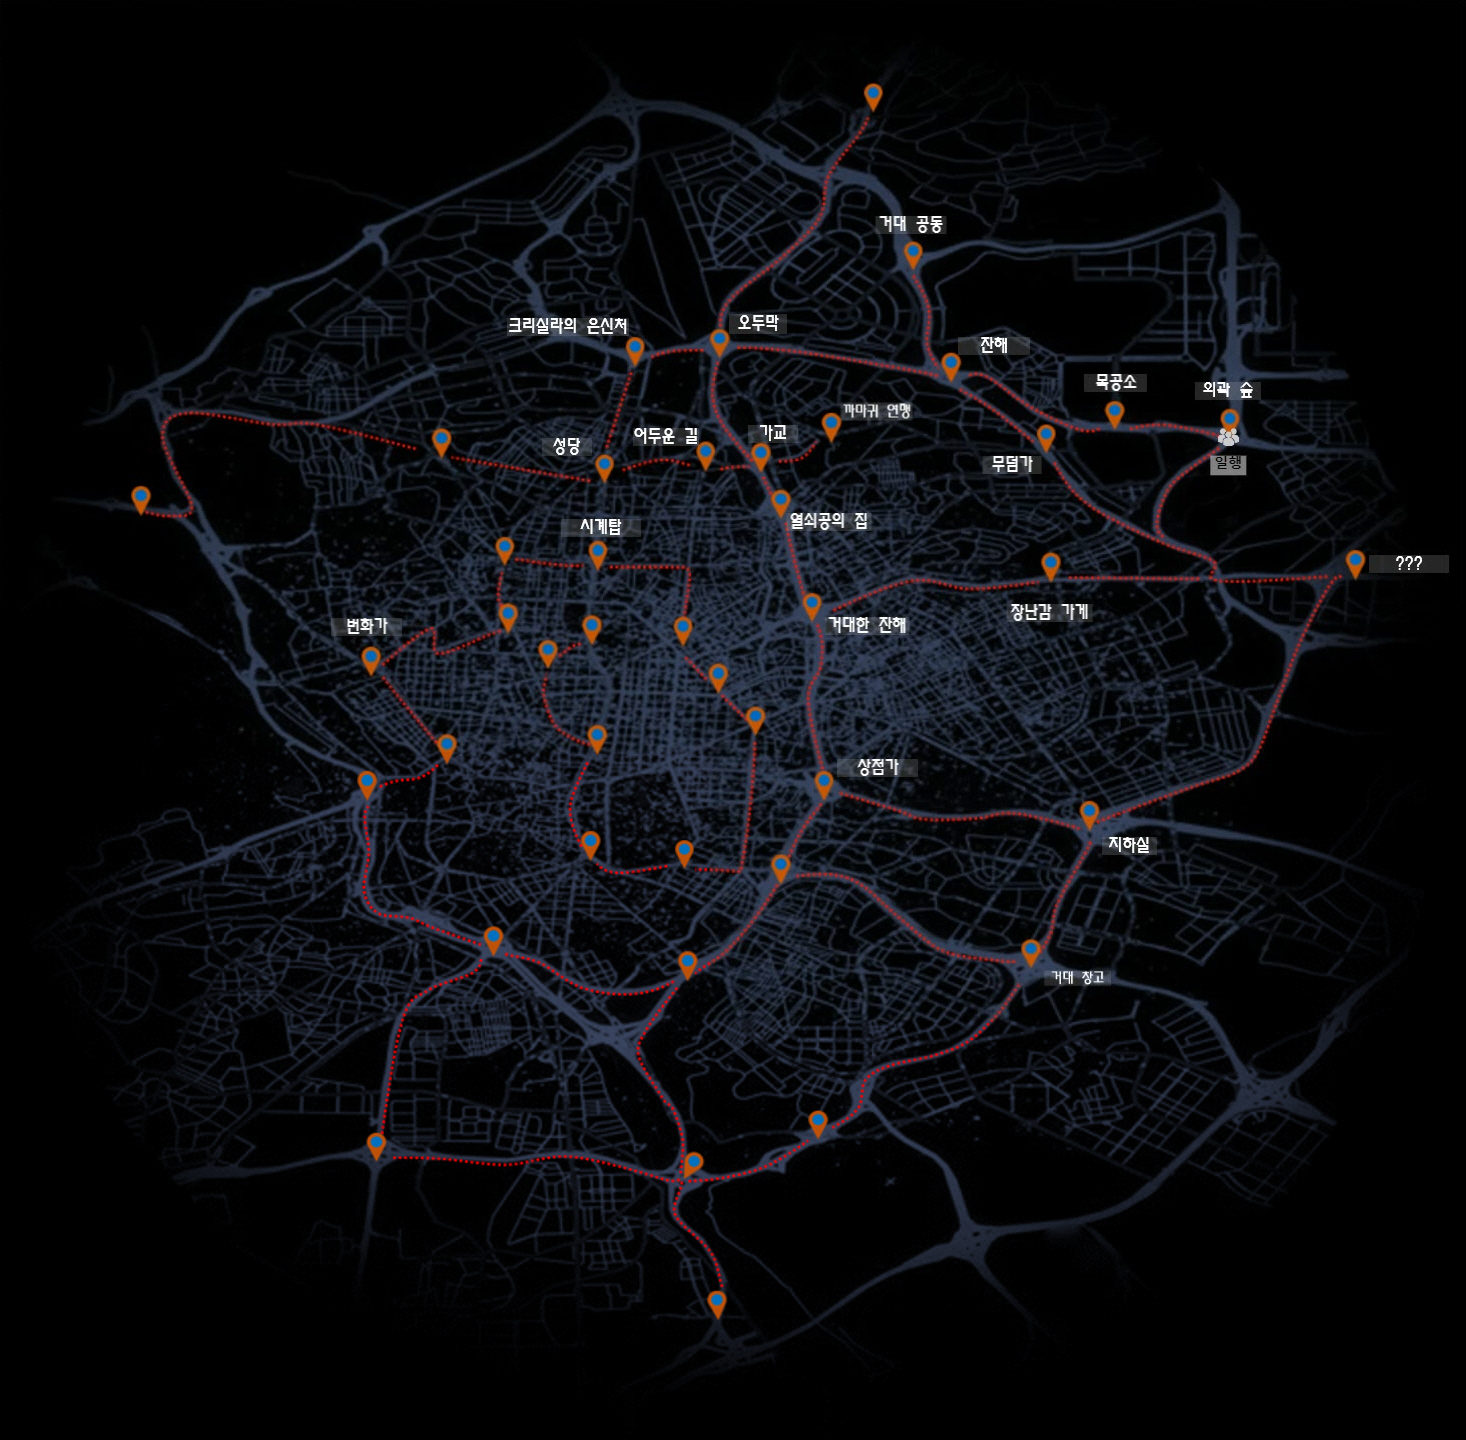 거대 공동
크리실라의 은신처
오두막
잔해
목공소
외곽 숲
까마귀 연맹
성당
어두운 길
가교
무덤가
일행
시계탑
열쇠공의 집
???
장난감 가게
번화가
거대한 잔해
상점가
지하실
거대 창고